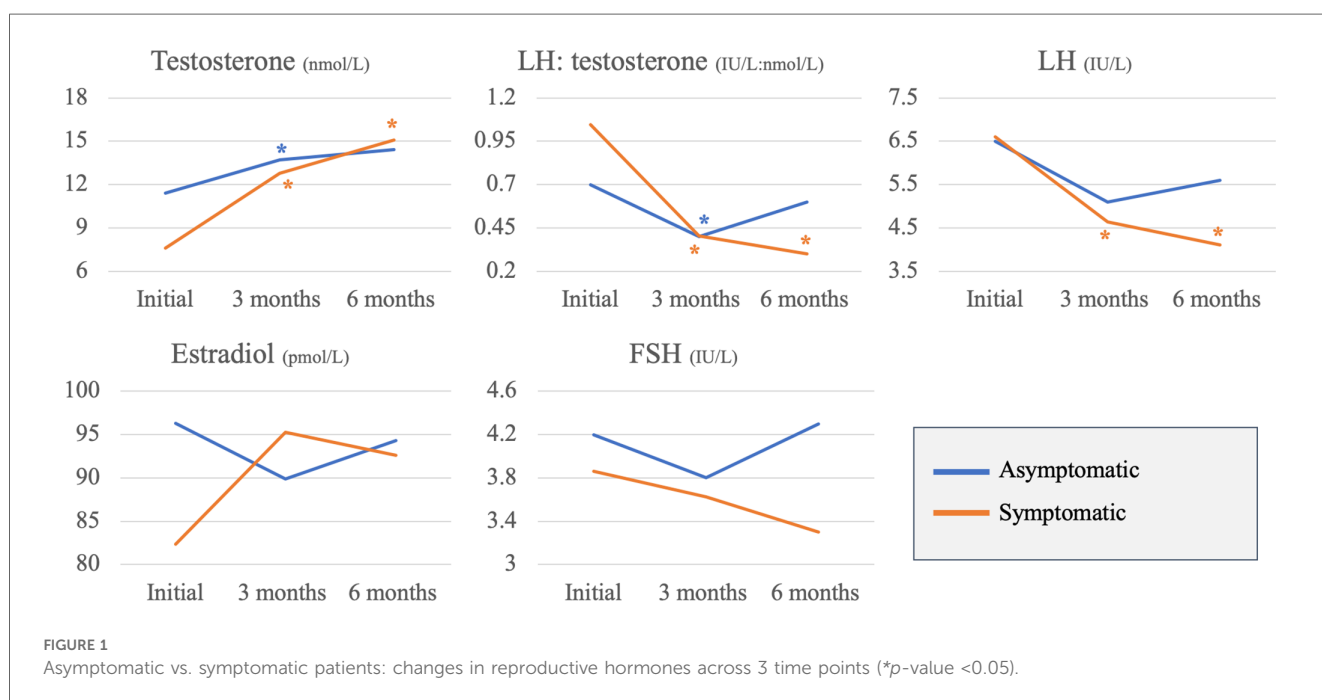 Testosterone (nmol/L)
18
15
12
9
6
*
*
*
Initial 3 months 6 months
LH: testosterone (IU/L:nmol/L)
1.2
0.95
0.7
0.45
0.2
*
*
*
Initial 3 months 6 months
LH (IU/L)
7.5
6.5
5.5
4.5
3.5
*
*
Initial 3 months 6 months
Estradiol (pmol/L)
100
95
90
85
80
Initial 3 months 6 months
FSH (IU/L)
4.6
4.2
3.8
3.4
3
Initial 3 months 6 months
Asymptomatic
Symptomatic
FIGURE 1
Asymptomatic vs. symptomatic patients: changes in reproductive hormones across 3 time points (*p-value <0.05).